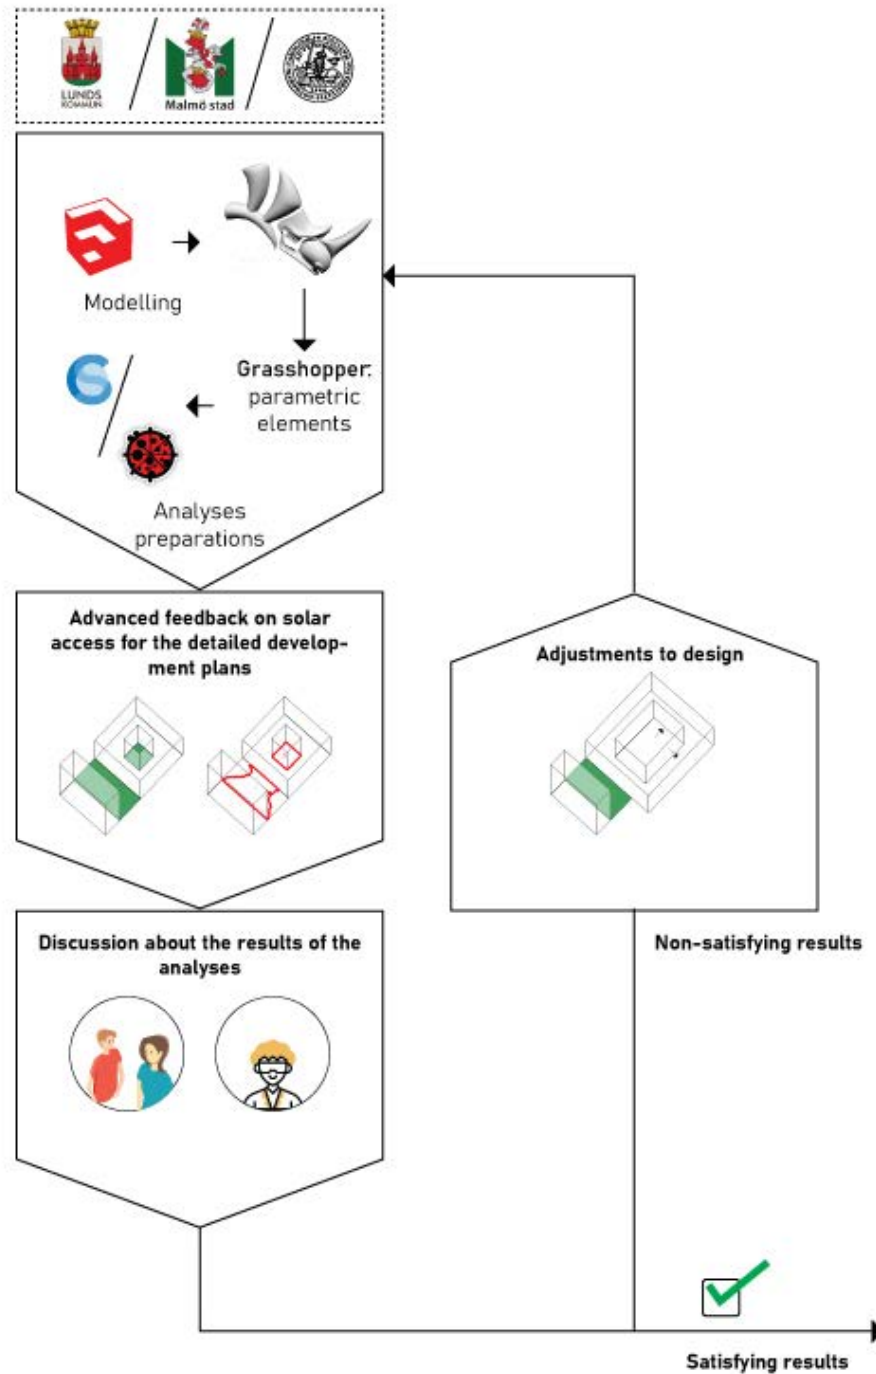 LUNDS
KOMMUN
Malmö stad
Modelling
Grasshopper:
parametric
elements
Analyses
preparations
Advanced feedback on solar
access for the detailed develop-
ment plans
Adjustments to design
Discussion about the results of the
analyses
Non-satisfying results
Satisfying results